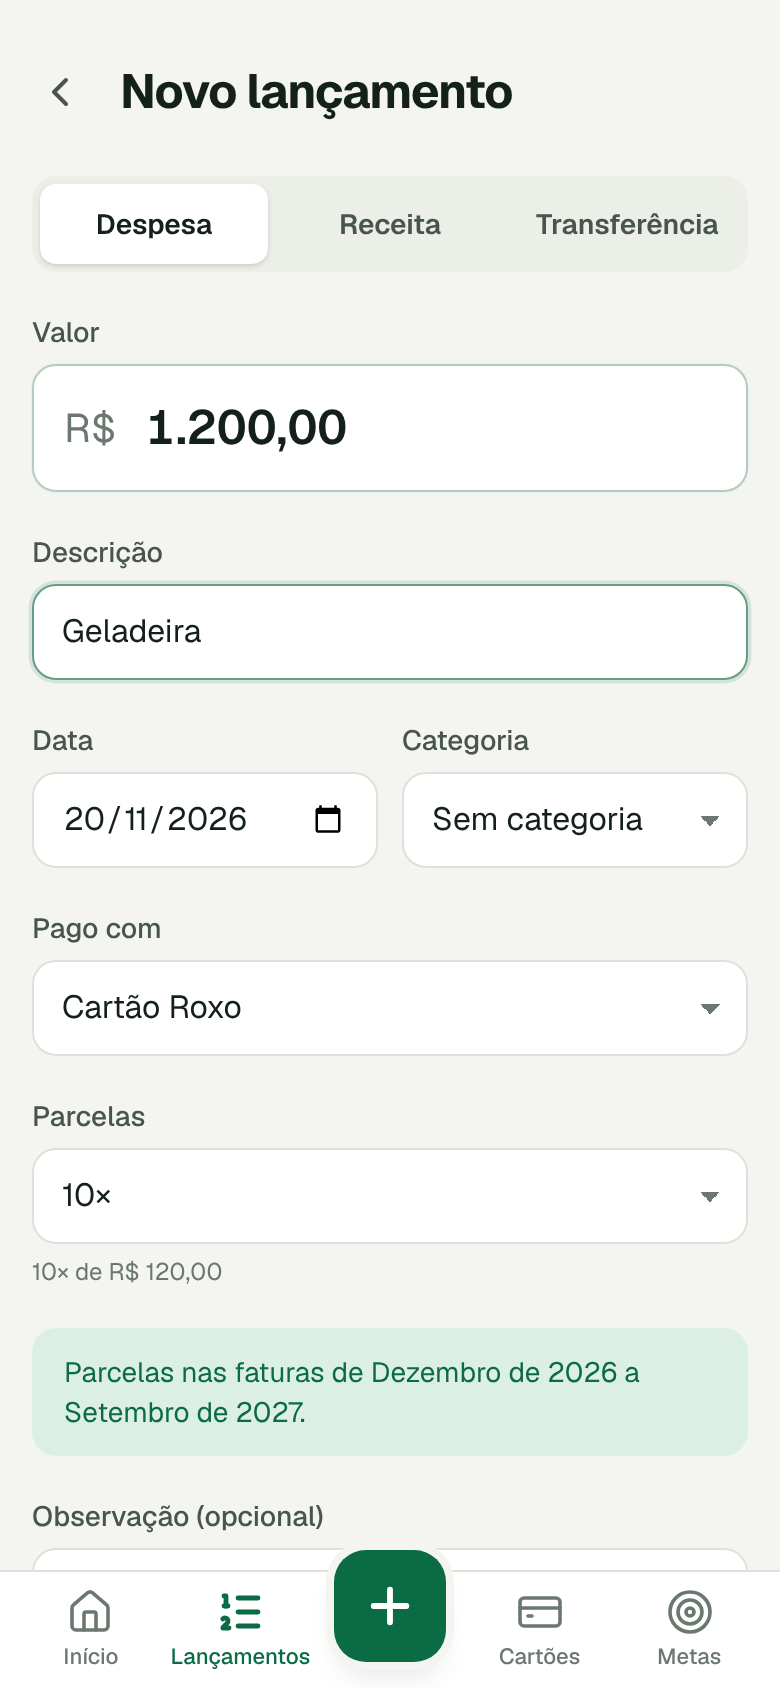 Novo lançamento
Despesa Receita Transferência
Valor
R$ 1.200,00
Descrição
Geladeira
Data Categoria
20/11/2026 Sem categoria
Pago com
Cartão Roxo
Parcelas
10×
10× de R$ 120,00
Parcelas nas faturas de Dezembro de 2026 a
Setembro de 2027.
Observação (opcional)
Início Lançamentos Cartões Metas